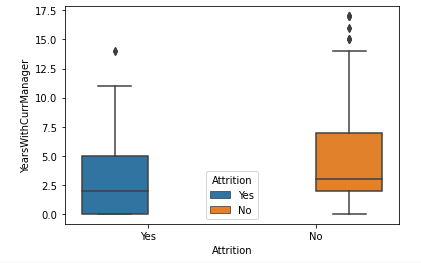 17.5
15.0
12.5
10.0
7.5
5.0
2.5
0.0
YearsWithCurrManager
Attrition
Yes
No
Yes
No
Attrition